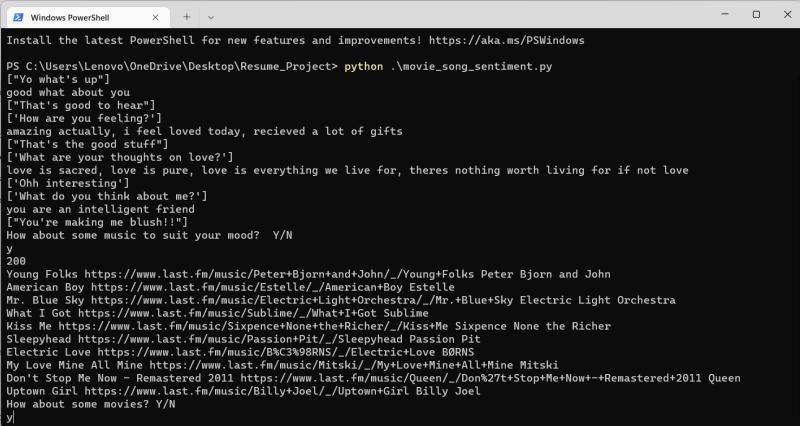 Windows PowerShell
Install the latest PowerShell for new features and improvements! https://aka.ms/PSWindows
PS C:\Users\Lenovo\OneDrive\Desktop\Resume_Project> python .\movie_song_sentiment.py
["Yo what's up"]
good what about you
["That's good to hear"]
['How are you feeling?']
amazing actually, i feel loved today, recieved a lot of gifts
["That's the good stuff"]
['What are your thoughts on love?']
love is sacred, love is pure, love is everything we live for, theres nothing worth living for if not love
['Ohh interesting']
['What do you think about me?']
you are an intelligent friend
["You're making me blush!!"]
How about some music to suit your mood?  Y/N
y
200
Young Folks https://www.last.fm/music/Peter+Bjorn+and+John/_/Young+Folks Peter Bjorn and John
American Boy https://www.last.fm/music/Estelle/_/American+Boy Estelle
Mr. Blue Sky https://www.last.fm/music/Electric+Light+Orchestra/_/Mr.+Blue+Sky Electric Light Orchestra
What I Got https://www.last.fm/music/Sublime/_/What+I+Got Sublime
Kiss Me https://www.last.fm/music/Sixpence+None+the+Richer/_/Kiss+Me Sixpence None the Richer
Sleepyhead https://www.last.fm/music/Passion+Pit/_/Sleepyhead Passion Pit
Electric Love https://www.last.fm/music/B%C3%98RNS/_/Electric+Love BØRNS
My Love Mine All Mine https://www.last.fm/music/Mitski/_/My+Love+Mine+All+Mine Mitski
Don't Stop Me Now - Remastered 2011 https://www.last.fm/music/Queen/_/Don%27t+Stop+Me+Now+-+Remastered+2011 Queen
Uptown Girl https://www.last.fm/music/Billy+Joel/_/Uptown+Girl Billy Joel
How about some movies? Y/N
y